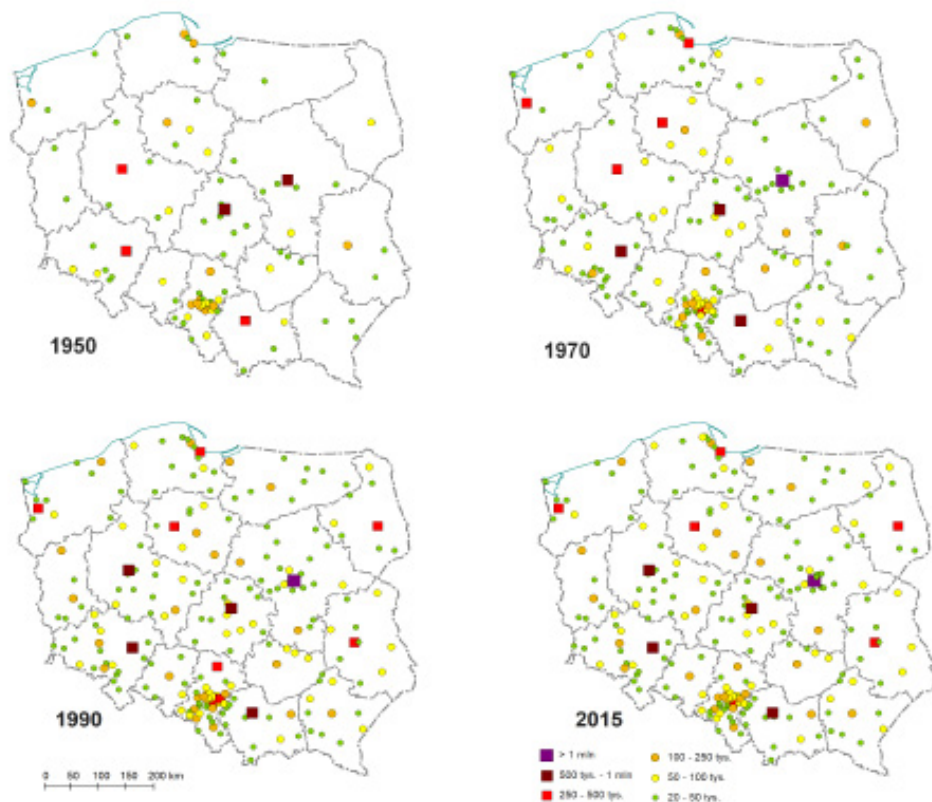 1950
1970
1990
2015
0 50 100 150 200 km
> 1 mln
500 tys. - 1 mln
250 - 500 tys.
100 - 250 tys.
50 - 100 tys.
20 - 50 tys.